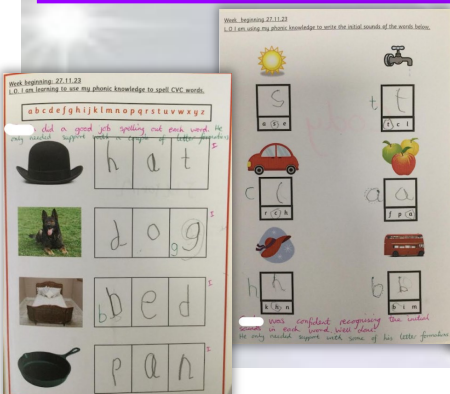 Week beginning: 27.11.23
L.O. I am learning to use my phonic knowledge to spell CVC words.
a b c d e f g h i j k l m n o p q r s t u v w x y z
did a good job spelling out each word. He
only needed support with a couple of letter formations
I
h a t
I
d o g g
I
b b e d
I
p a n
Week beginning 27.11.23
L.O. I am using my phonic knowledge to write the initial sounds of the words below.
s
t t
t c l
c c
r c h
a a
f p a
h h
k h n
b b
b i m
was confident recognising the initial
sounds in each word. Well done!
He only needed support with some of his letter formation